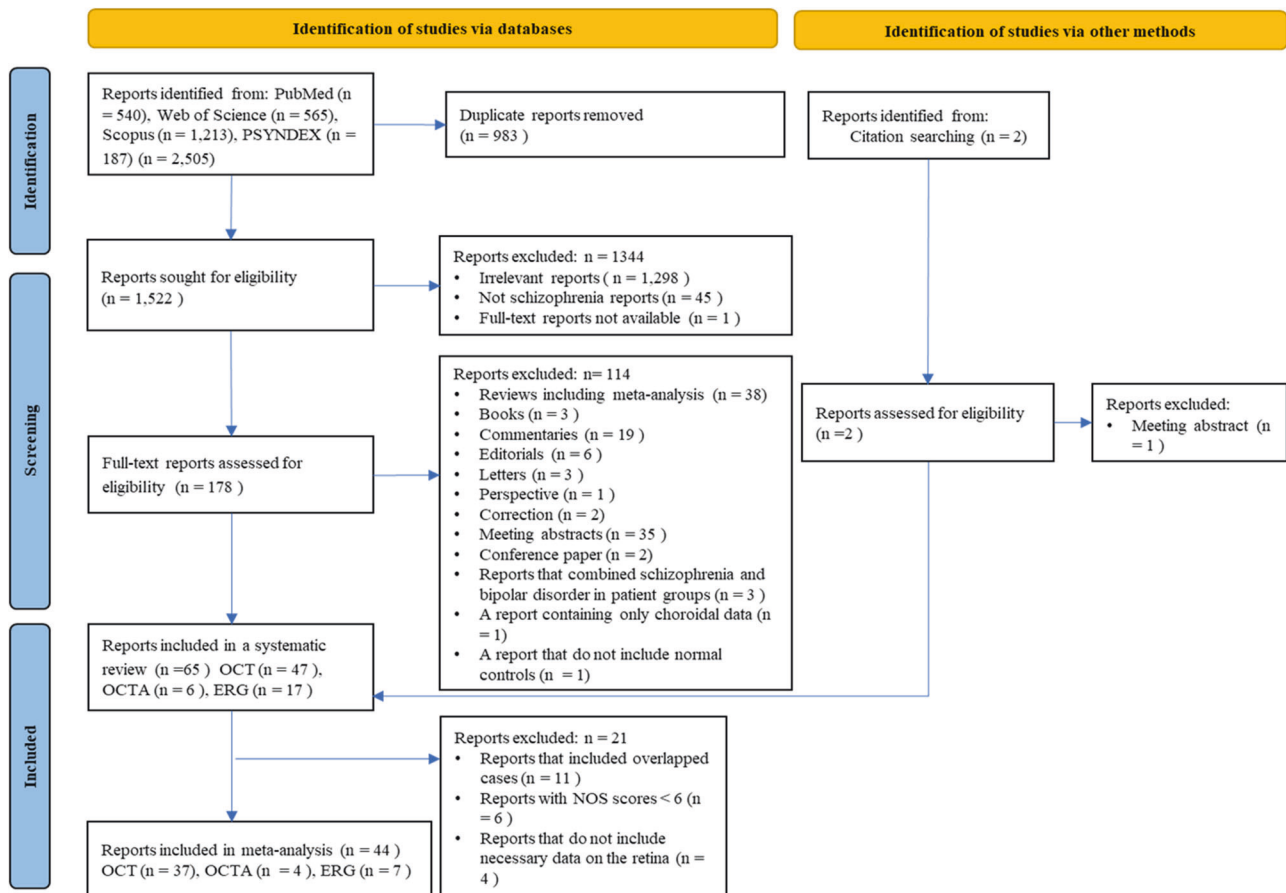 Identification of studies via databases
Identification of studies via other methods
Identification
Reports identified from: PubMed (n
= 540), Web of Science (n = 565),
Scopus (n = 1,213), PSYNDEX (n =
187) (n = 2,505)
Duplicate reports removed
(n = 983)
Reports identified from:
Citation searching (n = 2)
Screening
Reports sought for eligibility
(n = 1,522 )
Reports excluded: n = 1344
• Irrelevant reports ( n = 1,298)
• Not schizophrenia reports (n = 45 )
• Full-text reports not available (n = 1 )
Full-text reports assessed for
eligibility (n = 178 )
Reports excluded: n= 114
• Reviews including meta-analysis (n = 38)
• Books (n = 3 )
• Commentaries (n = 19 )
• Editorials (n = 6 )
• Letters (n = 3 )
• Perspective (n = 1 )
• Correction (n = 2)
• Meeting abstracts (n = 35 )
• Conference paper (n = 2)
• Reports that combined schizophrenia and
bipolar disorder in patient groups (n = 3 )
• A report containing only choroidal data (n
= 1)
• A report that do not include normal
controls (n = 1)
Reports assessed for eligibility
(n =2 )
Reports excluded:
• Meeting abstract (n
= 1 )
Included
Reports included in a systematic
review (n =65 ) OCT (n = 47 ),
OCTA (n = 6 ), ERG (n = 17 )
Reports excluded: n = 21
• Reports that included overlapped
cases (n = 11 )
• Reports with NOS scores < 6 (n
= 6 )
• Reports that do not include
necessary data on the retina (n =
4 )
Reports included in meta-analysis (n = 44 )
OCT (n = 37), OCTA (n = 4 ), ERG (n = 7 )